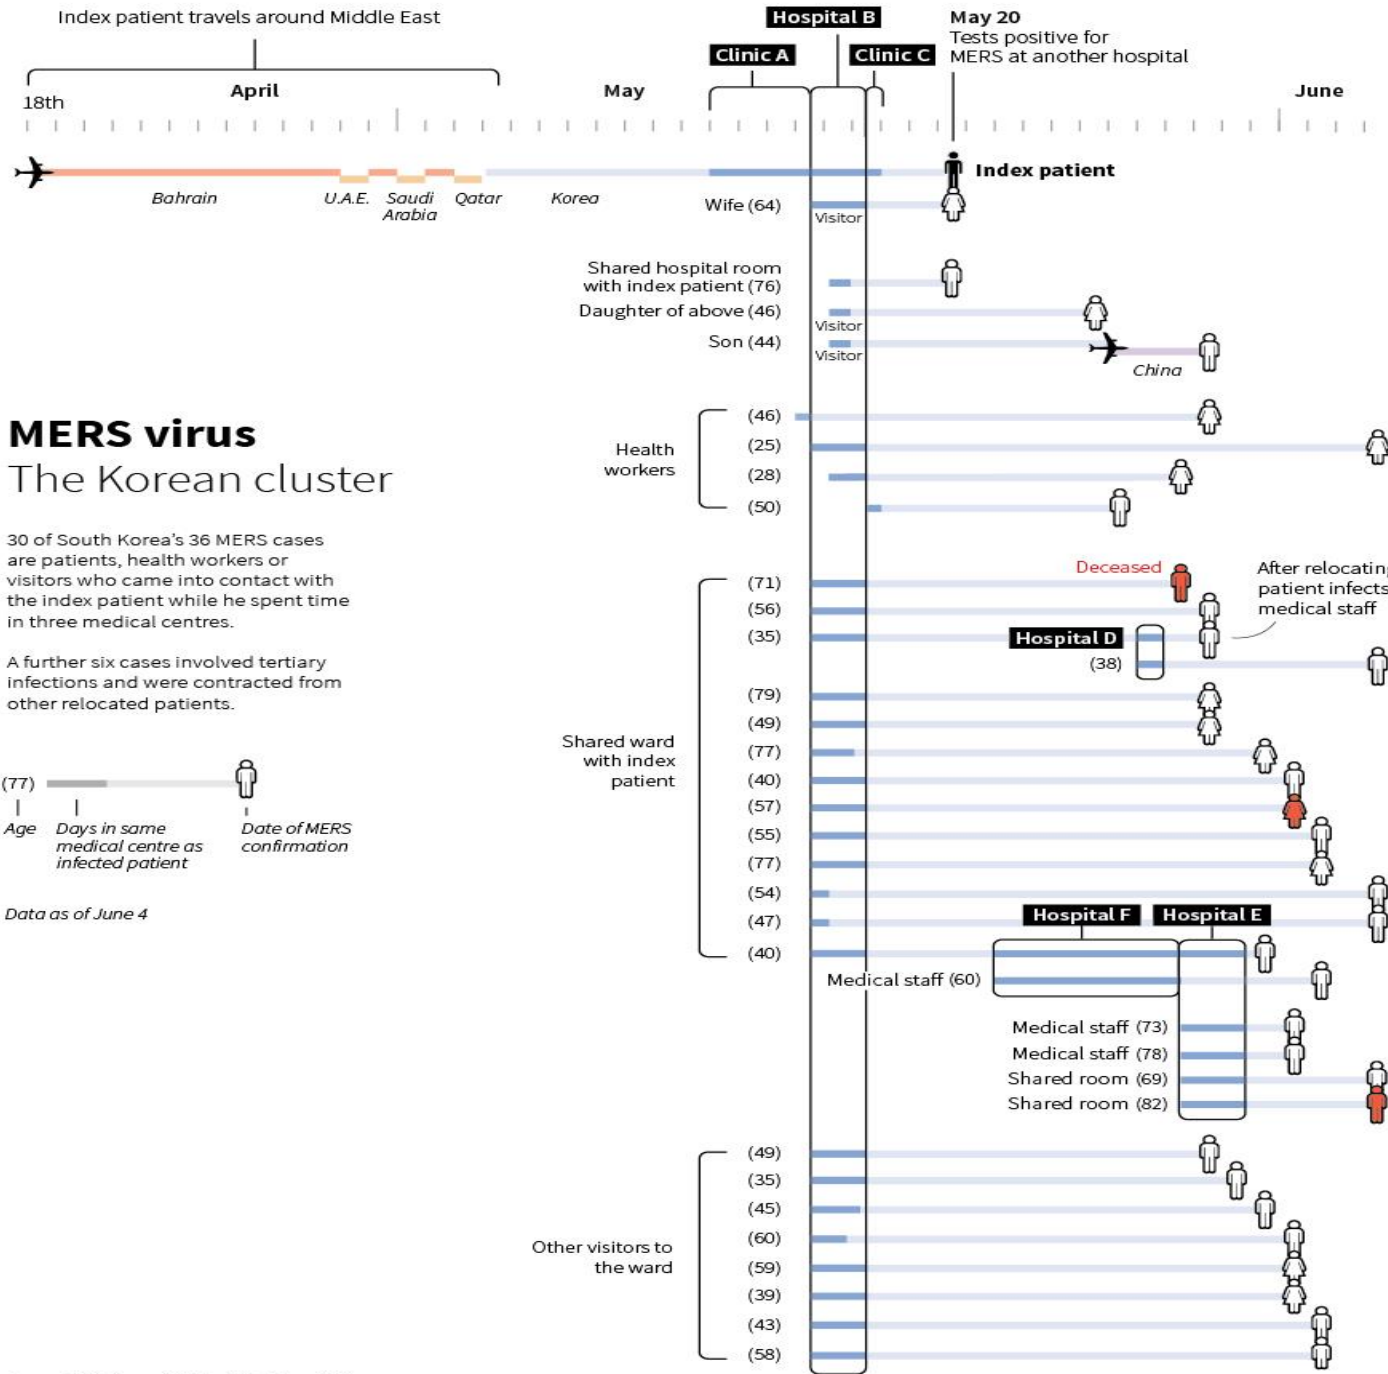 Index patient travels around Middle East
Hospital B
May 20
Tests positive for
MERS at another hospital
Clinic A
Clinic C
April
May
June
18th
Bahrain
U.A.E.
Saudi
Arabia
Qatar
Korea
Index patient
Wife (64)
Visitor
Shared hospital room
with index patient (76)
Daughter of above (46)
Visitor
Son (44)
Visitor
China
MERS virus
The Korean cluster
30 of South Korea's 36 MERS cases
are patients, health workers or
visitors who came into contact with
the index patient while he spent time
in three medical centres.
A further six cases involved tertiary
infections and were contracted from
other relocated patients.
(77)
Age
Days in same
medical centre as
infected patient
Date of MERS
confirmation
Data as of June 4
Health
workers
(46)
(25)
(28)
(50)
Shared ward
with index
patient
(71)
Deceased
After relocating
patient infects
medical staff
(56)
(35)
Hospital D
(38)
(79)
(49)
(77)
(40)
(57)
(55)
(77)
(54)
(47)
Hospital F
Hospital E
(40)
Medical staff (60)
Medical staff (73)
Medical staff (78)
Shared room (69)
Shared room (82)
Other visitors to
the ward
(49)
(35)
(45)
(60)
(59)
(39)
(43)
(58)